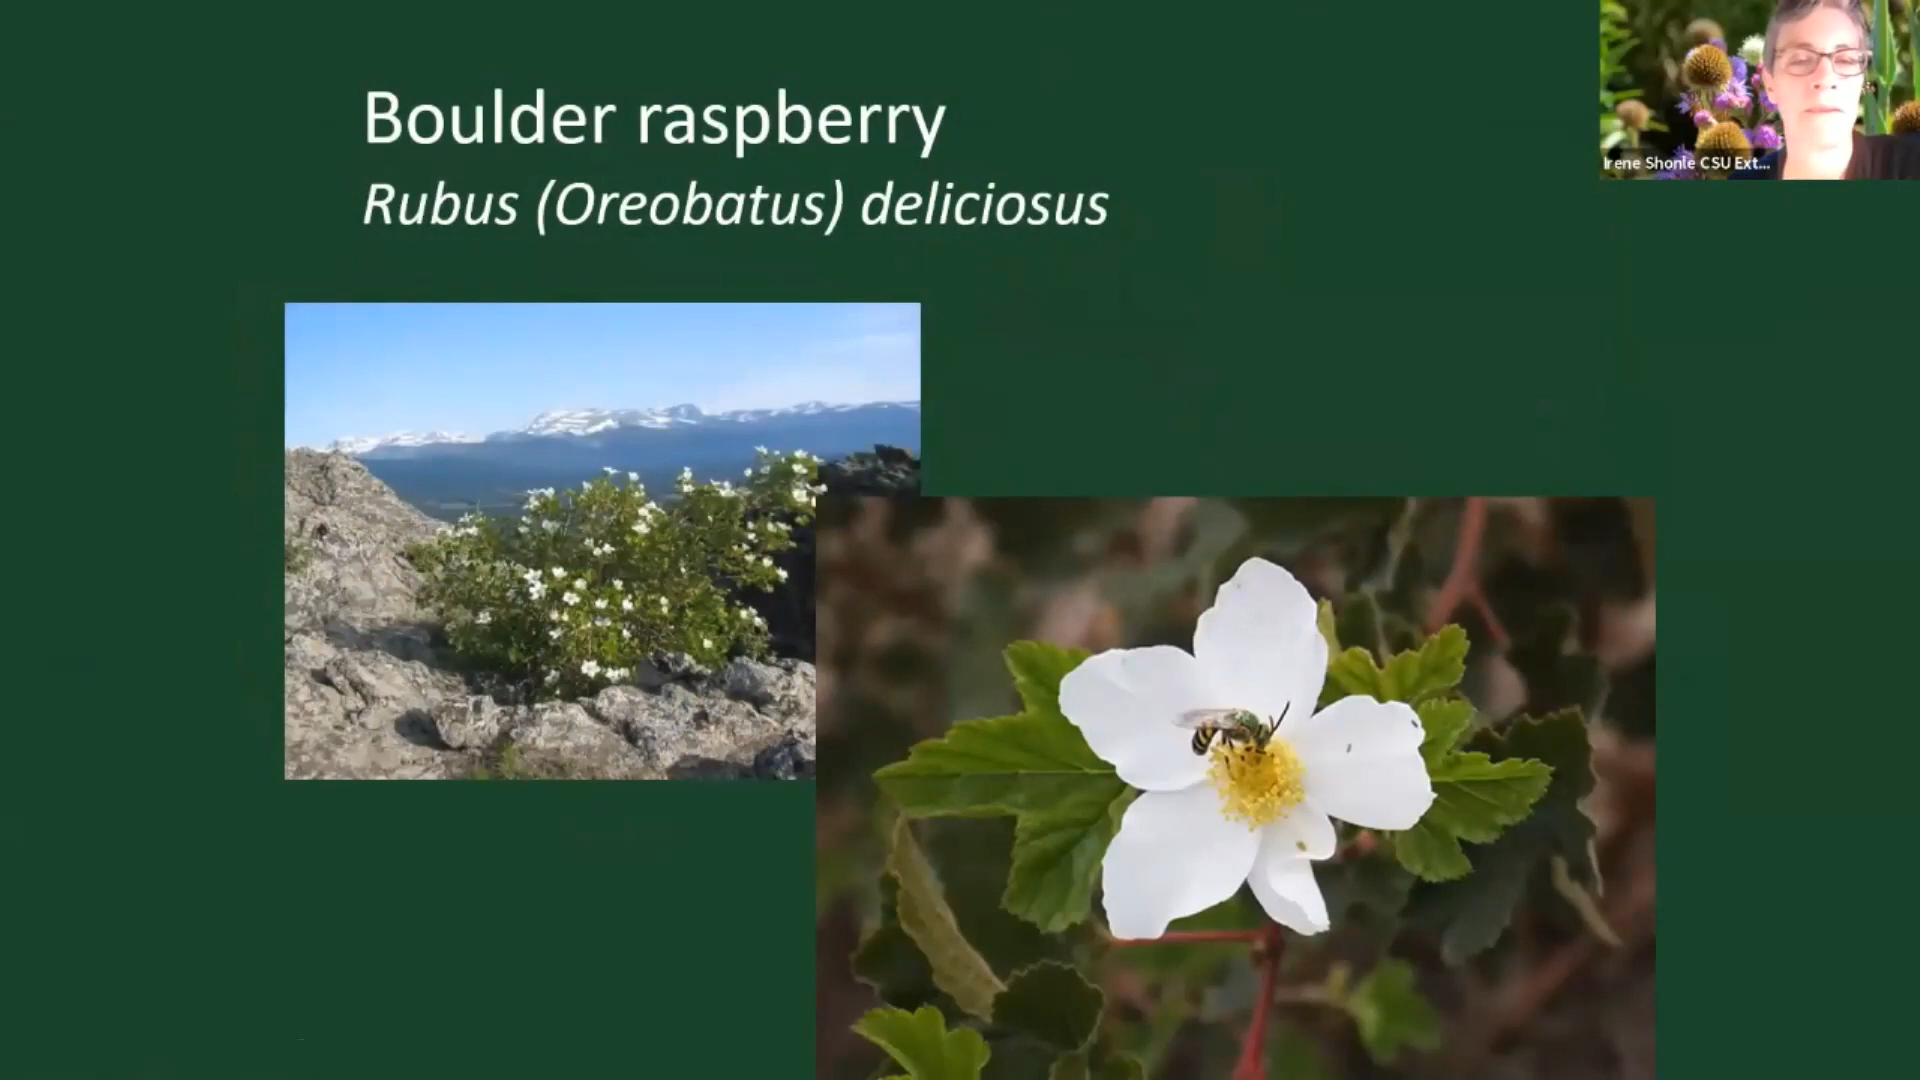 Boulder raspberry
Rubus (Oreobatus) deliciosus
Irene Shonle CSU Ext...